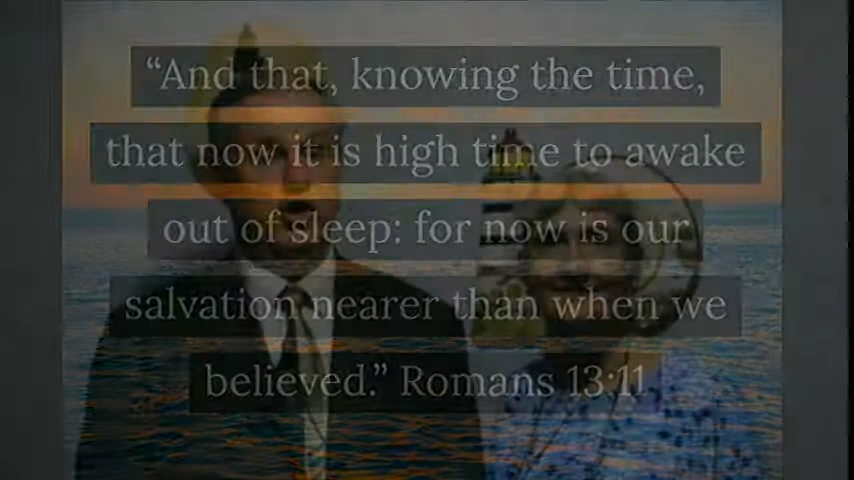 “And that, knowing the time,
that now it is high time to awake
out of sleep: for now is our
salvation nearer than when we
believed.” Romans 13:11